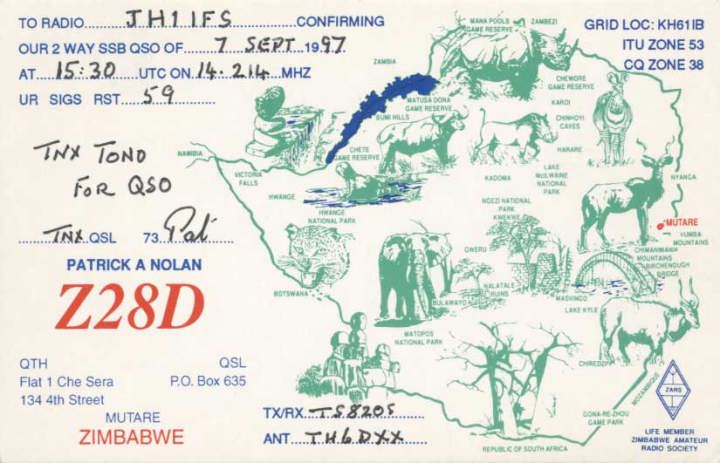 TO RADIO......JH1IFS......CONFIRMING
OUR 2 WAY SSB QSO OF......7 SEPT 1997
AT...15:30...UTC ON.14.214..MHZ
UR SIGS RST....59
TNX TONO
FOR QSO
TNX QSL 73 Pat
PATRICK A NOLAN
Z28D
QTH
Flat 1 Che Sera
134 4th Street
MUTARE
ZIMBABWE
QSL
P.O. Box 635
TX/RX...TS820S
ANT...TH6DXX
GRID LOC: KH61IB
ITU ZONE 53
CQ ZONE 38
MANA POOLS
GAME RESERVE
ZAMBEZI
ZAMBIA
CHEWORE
GAME RESERVE
MATUSA DONA
GAME RESERVE
BUMI HILLS
KAROI
CHINHOYI
CAVES
CHETE
GAME RESERVE
HARARE
NAMIBIA
VICTORIA
FALLS
KADOMA
LAKE
McILWAINE
NATIONAL
PARK
NYANGA
HWANGE
HWANGE
NATIONAL PARK
NGEZI NATIONAL
PARK
KWEKWE
MUTARE
VUMBA
MOUNTAINS
CHIMANIMANI
MOUNTAINS
BIRCHENOUGH
BRIDGE
GWERU
BOTSWANA
NALATALE
RUINS
BULAWAYO
MASVINGO
LAKE KYLE
MATOPOS
NATIONAL PARK
CHIREDZI
MOZAMBIQUE
GONA-RE-ZHOU
GAME PARK
REPUBLIC OF SOUTH AFRICA
ZARS
LIFE MEMBER
ZIMBABWE AMATEUR
RADIO SOCIETY